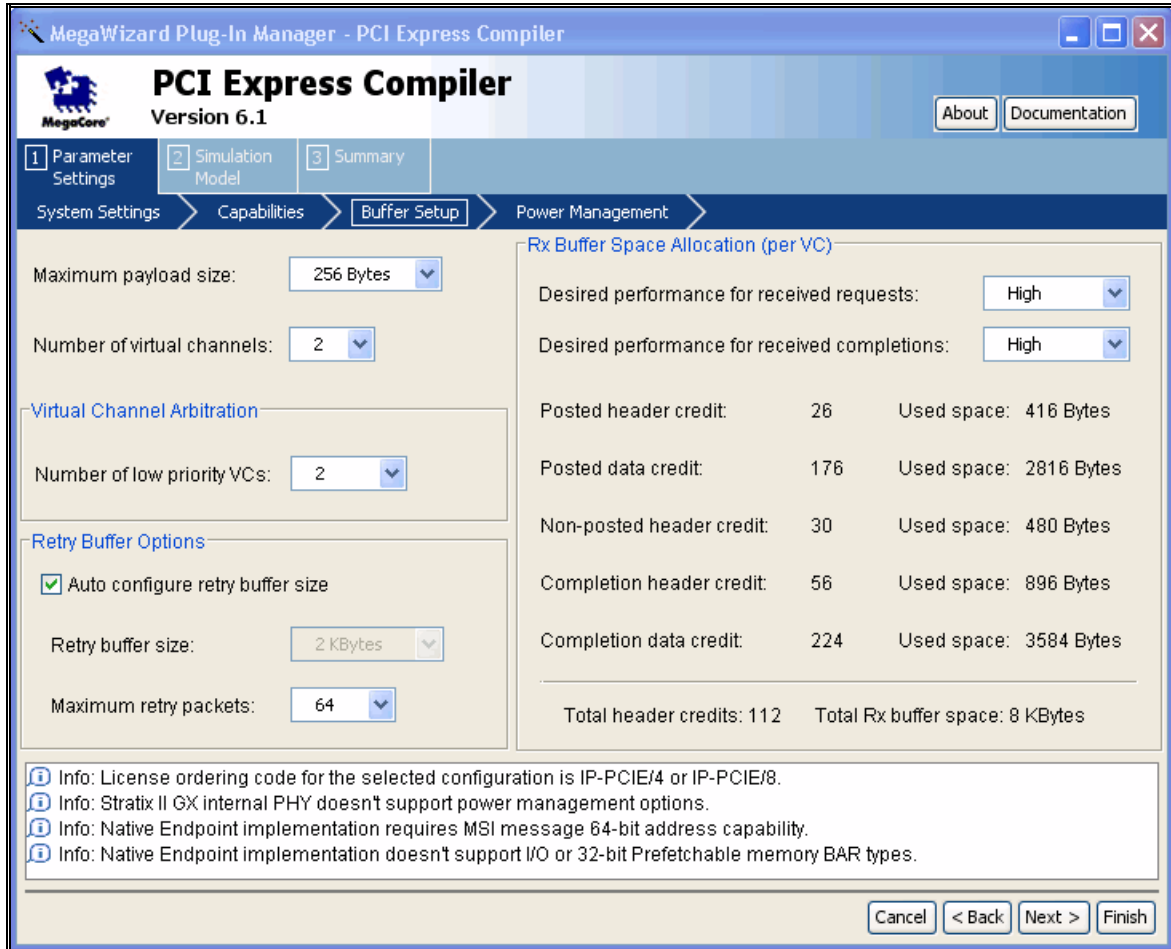 MegaWizard Plug-In Manager - PCI Express Compiler
MegaCore®
PCI Express Compiler
Version 6.1
About
Documentation
1 Parameter Settings
2 Simulation Model
3 Summary
System Settings
Capabilities
Buffer Setup
Power Management
Maximum payload size: 256 Bytes
Number of virtual channels: 2
Virtual Channel Arbitration
Number of low priority VCs: 2
Retry Buffer Options
Auto configure retry buffer size
Retry buffer size: 2 KBytes
Maximum retry packets: 64
Rx Buffer Space Allocation (per VC)
Desired performance for received requests: High
Desired performance for received completions: High
Posted header credit: 26 Used space: 416 Bytes
Posted data credit: 176 Used space: 2816 Bytes
Non-posted header credit: 30 Used space: 480 Bytes
Completion header credit: 56 Used space: 896 Bytes
Completion data credit: 224 Used space: 3584 Bytes
Total header credits: 112 Total Rx buffer space: 8 KBytes
Info: License ordering code for the selected configuration is IP-PCIE/4 or IP-PCIE/8.
Info: Stratix II GX internal PHY doesn't support power management options.
Info: Native Endpoint implementation requires MSI message 64-bit address capability.
Info: Native Endpoint implementation doesn't support I/O or 32-bit Prefetchable memory BAR types.
Cancel
< Back
Next >
Finish